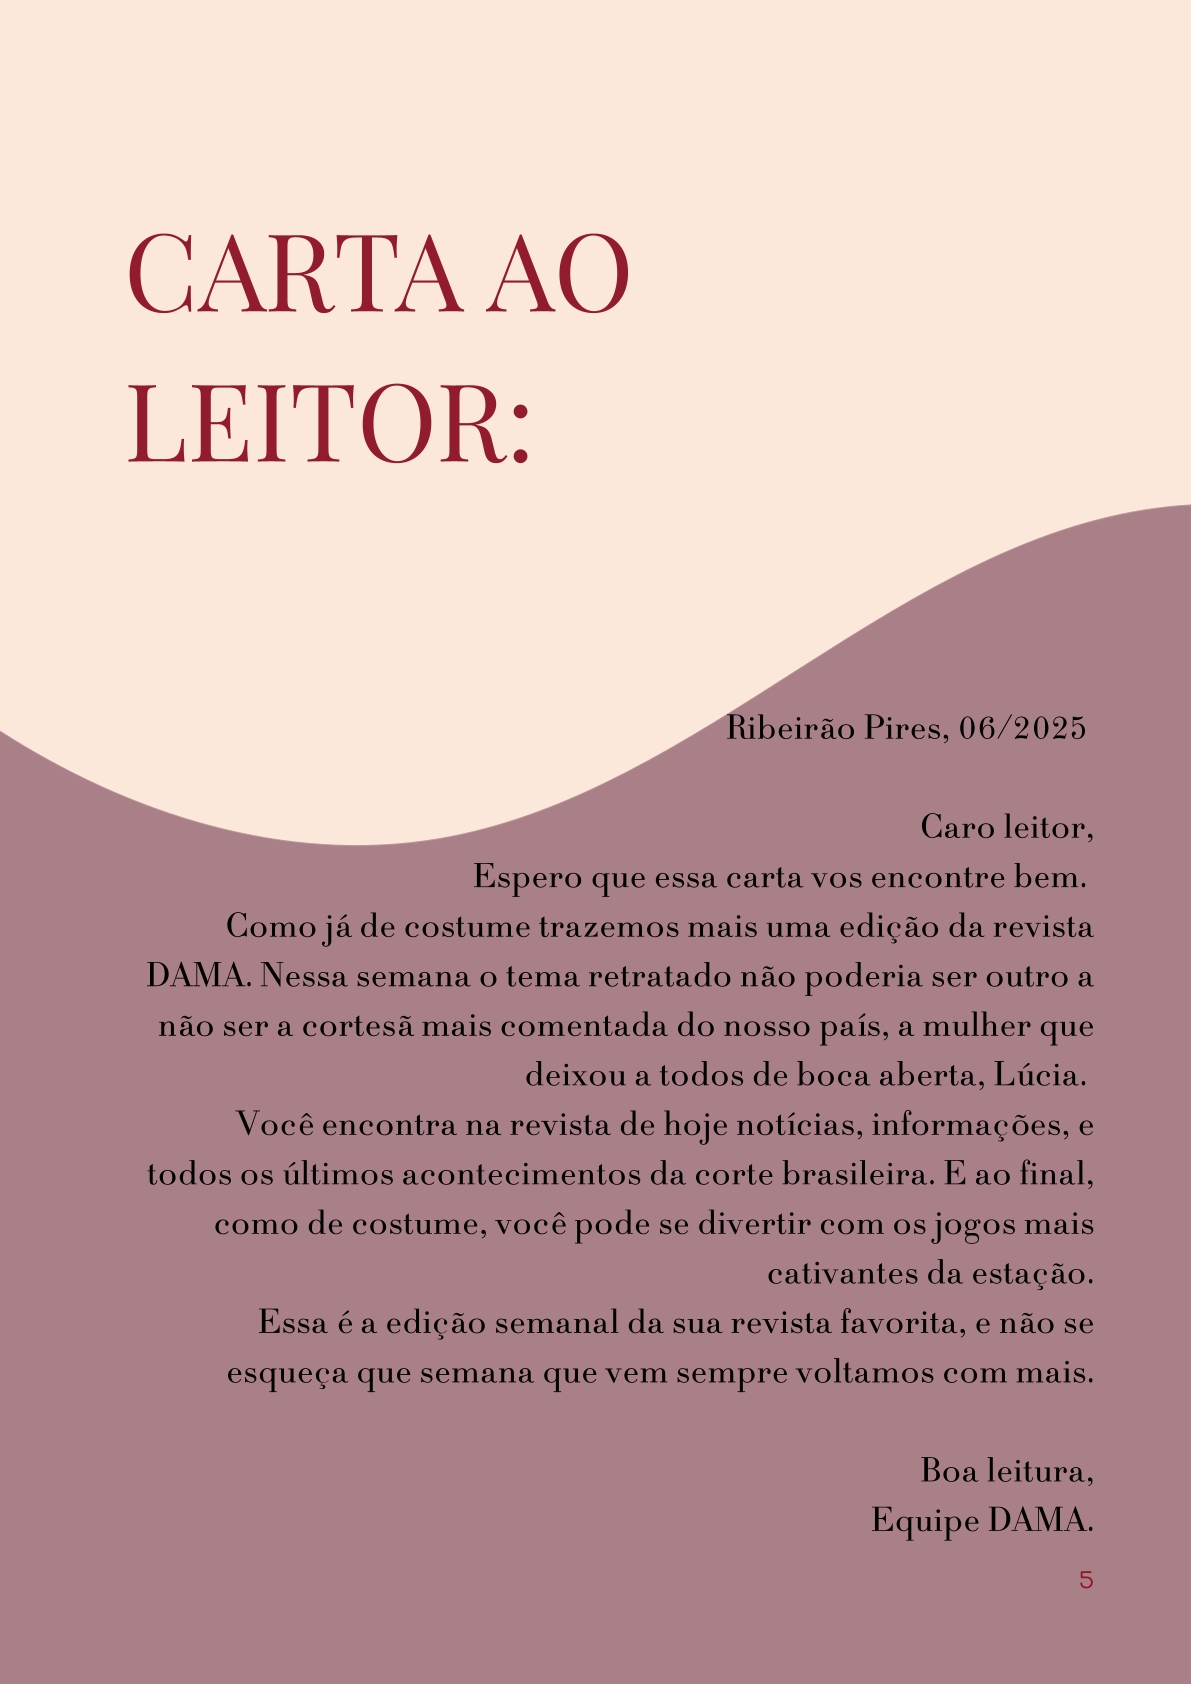 CARTA AO
LEITOR:
Ribeirão Pires, 06/2025
Caro leitor,
Espero que essa carta vos encontre bem.
Como já de costume trazemos mais uma edição da revista
DAMA. Nessa semana o tema retratado não poderia ser outro a
não ser a cortesã mais comentada do nosso país, a mulher que
deixou a todos de boca aberta, Lúcia.
Você encontra na revista de hoje notícias, informações, e
todos os últimos acontecimentos da corte brasileira. E ao final,
como de costume, você pode se divertir com os jogos mais
cativantes da estação.
Essa é a edição semanal da sua revista favorita, e não se
esqueça que semana que vem sempre voltamos com mais.
Boa leitura,
Equipe DAMA.
5